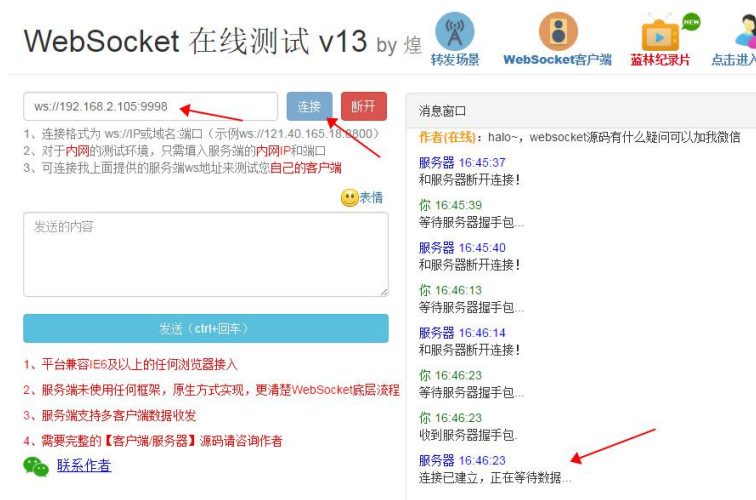 WebSocket 在线测试 v13 by 煌
转发场景
WebSocket客户端
NEW
蓝林纪录片
点击进入
ws://192.168.2.105:9998
连接
断开
1、连接格式为 ws://IP或域名:端口（示例ws://121.40.165.18:8800）
2、对于内网的测试环境，只需填入服务端的内网IP和端口
3、可连接我上面提供的服务端ws地址来测试您自己的客户端
表情
发送的内容
发送（ctrl+回车）
1、平台兼容IE6及以上的任何浏览器接入
2、服务端未使用任何框架，原生方式实现，更清楚WebSocket底层流程
3、服务端支持多客户端数据收发
4、需要完整的【客户端/服务器】源码请咨询作者
联系作者
消息窗口
作者(在线)：halo~，websocket源码有什么疑问可以加我微信
服务器 16:45:37
和服务器断开连接！
你 16:45:39
等待服务器握手包...
服务器 16:45:40
和服务器断开连接！
你 16:46:13
等待服务器握手包...
服务器 16:46:14
和服务器断开连接！
你 16:46:23
等待服务器握手包...
你 16:46:23
收到服务器握手包.
服务器 16:46:23
连接已建立，正在等待数据...